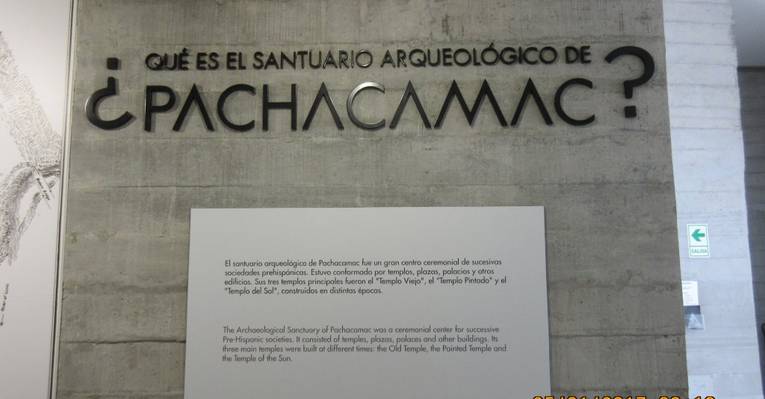 ¿QUÉ ES EL SANTUARIO ARQUEOLÓGICO DE
PACHACAMAC?
El santuario arqueológico de Pachacamac fue un gran centro ceremonial de sucesivas
sociedades prehispánicas. Estuvo conformado por templos, plazas, palacios y otros
edificios. Sus tres templos principales fueron el "Templo Viejo", el "Templo Pintado" y el
"Templo del Sol", construidos en distintas épocas.
The Archaeological Sanctuary of Pachacamac was a ceremonial center for successive
Pre-Hispanic societies. It consisted of temples, plazas, palaces and other buildings. Its
three main temples were built at different times: the Old Temple, the Painted Temple and
the Temple of the Sun.
SALIDA